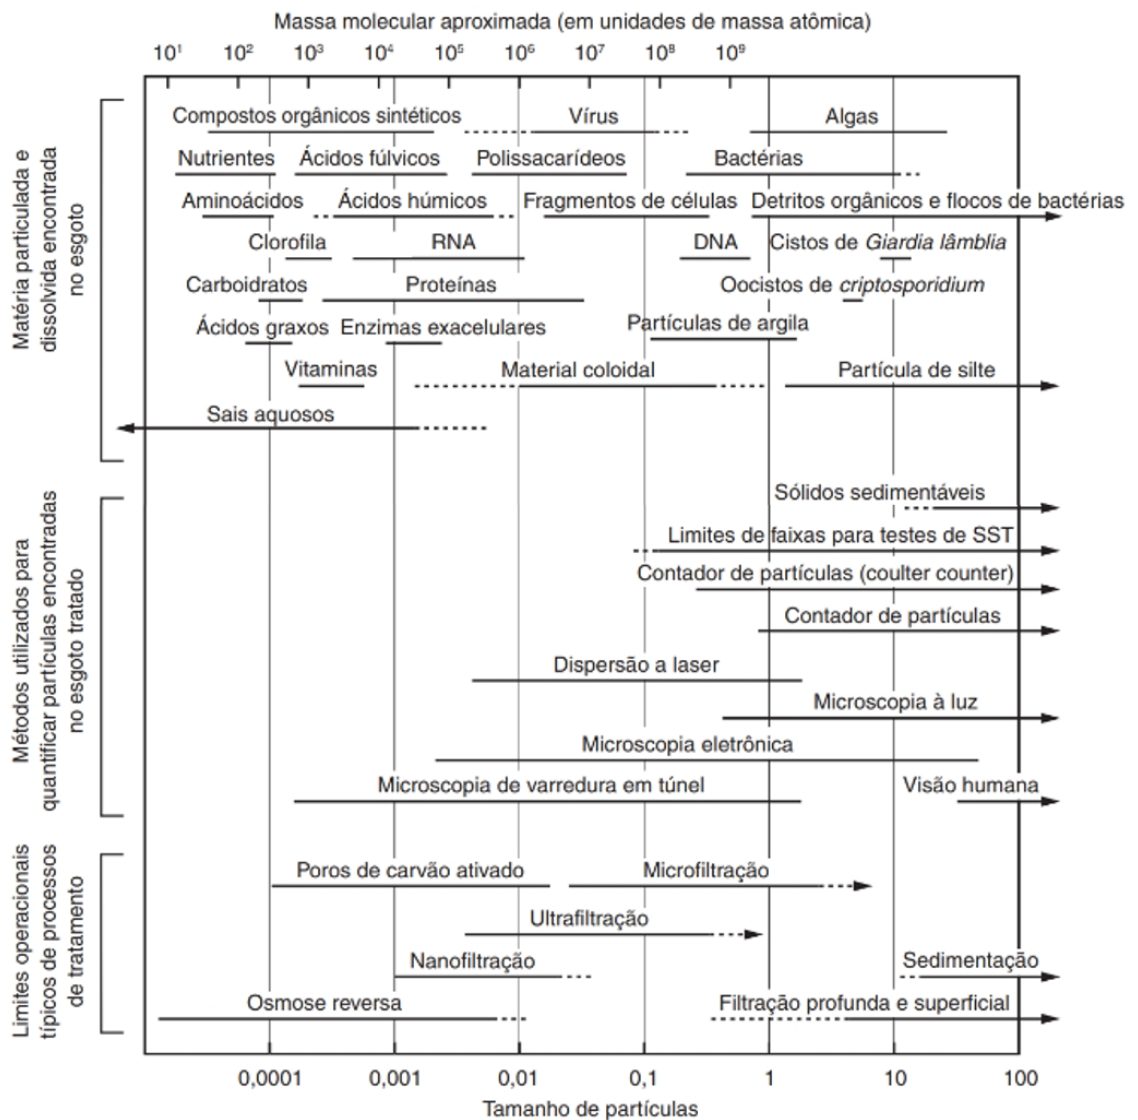 Massa molecular aproximada (em unidades de massa atômica)
10¹ 10² 10³ 10⁴ 10⁵ 10⁶ 10⁷ 10⁸ 10⁹
Matéria particulada e
dissolvida encontrada
no esgoto
Compostos orgânicos sintéticos Vírus Algas
Nutrientes Ácidos fúlvicos Polissacarídeos Bactérias
Aminoácidos Ácidos húmicos Fragmentos de células Detritos orgânicos e flocos de bactérias
Clorofila RNA DNA Cistos de Giardia lâmblia
Carboidratos Proteínas Oocistos de criptosporidium
Ácidos graxos Enzimas exacelulares Partículas de argila
Vitaminas Material coloidal Partícula de silte
Sais aquosos
Métodos utilizados para
quantificar partículas encontradas
no esgoto tratado
Sólidos sedimentáveis
Limites de faixas para testes de SST
Contador de partículas (coulter counter)
Contador de partículas
Dispersão a laser
Microscopia à luz
Microscopia eletrônica
Microscopia de varredura em túnel Visão humana
Limites operacionais
típicos de processos
de tratamento
Poros de carvão ativado Microfiltração
Ultrafiltração
Nanofiltração Sedimentação
Osmose reversa Filtração profunda e superficial
0,0001 0,001 0,01 0,1 1 10 100
Tamanho de partículas